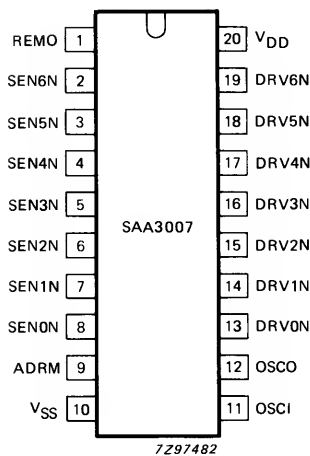 REMO 1 20 VDD
SEN6N 2 19 DRV6N
SEN5N 3 18 DRV5N
SEN4N 4 17 DRV4N
SEN3N 5 16 DRV3N
SAA3007
SEN2N 6 15 DRV2N
SEN1N 7 14 DRV1N
SEN0N 8 13 DRV0N
ADRM 9 12 OSCO
VSS 10 11 OSCI
7Z97482